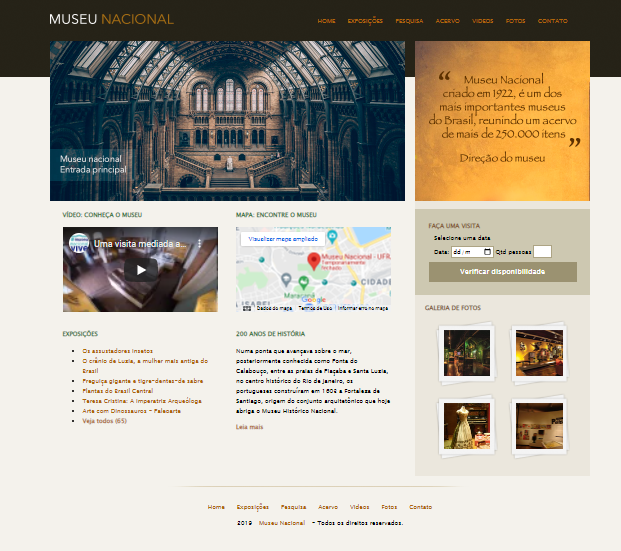 MUSEU NACIONAL
HOME EXPOSIÇÕES PESQUISA ACERVO VIDEOS FOTOS CONTATO
“ Museu Nacional
criado em 1922, é um dos
mais importantes museus
do Brasil, reunindo um acervo
de mais de 250.000 itens ”
Direção do museu
Museu nacional
Entrada principal
VÍDEO: CONHEÇA O MUSEU
VIVO
Uma visita mediada a...
MAPA: ENCONTRE O MUSEU
Visualizar mapa ampliado
Museu Nacional - UFR
Temporariamente
fechado
Maracanã
CIDADE
Google
Dados do mapa Termos de Uso Informar erro no mapa
FAÇA UMA VISITA
Selecione uma data
Data: dd/mm/ Qtd pessoas
Verificar disponibilidade
GALERIA DE FOTOS
EXPOSIÇÕES
Os assustadores insetos
O crânio de Luzia, a mulher mais antiga do
Brasil
Preguiça gigante e tigre-dentes-de sabre
Plantas do Brasil Central
Teresa Cristina: A Imperatriz Arqueóloga
Arte com Dinossauros - Paleoarte
Veja todos (65)
200 ANOS DE HISTÓRIA
Numa ponta que avançava sobre o mar,
posteriormente conhecida como Ponta do
Calabouço, entre as praias de Piaçaba e Santa Luzia,
no centro histórico do Rio de Janeiro, os
portugueses construíram em 1603 a Fortaleza de
Santiago, origem do conjunto arquitetônico que hoje
abriga o Museu Histórico Nacional.
Leia mais
Home Exposições Pesquisa Acervo Videos Fotos Contato
2019 Museu Nacional - Todos os direitos reservados.